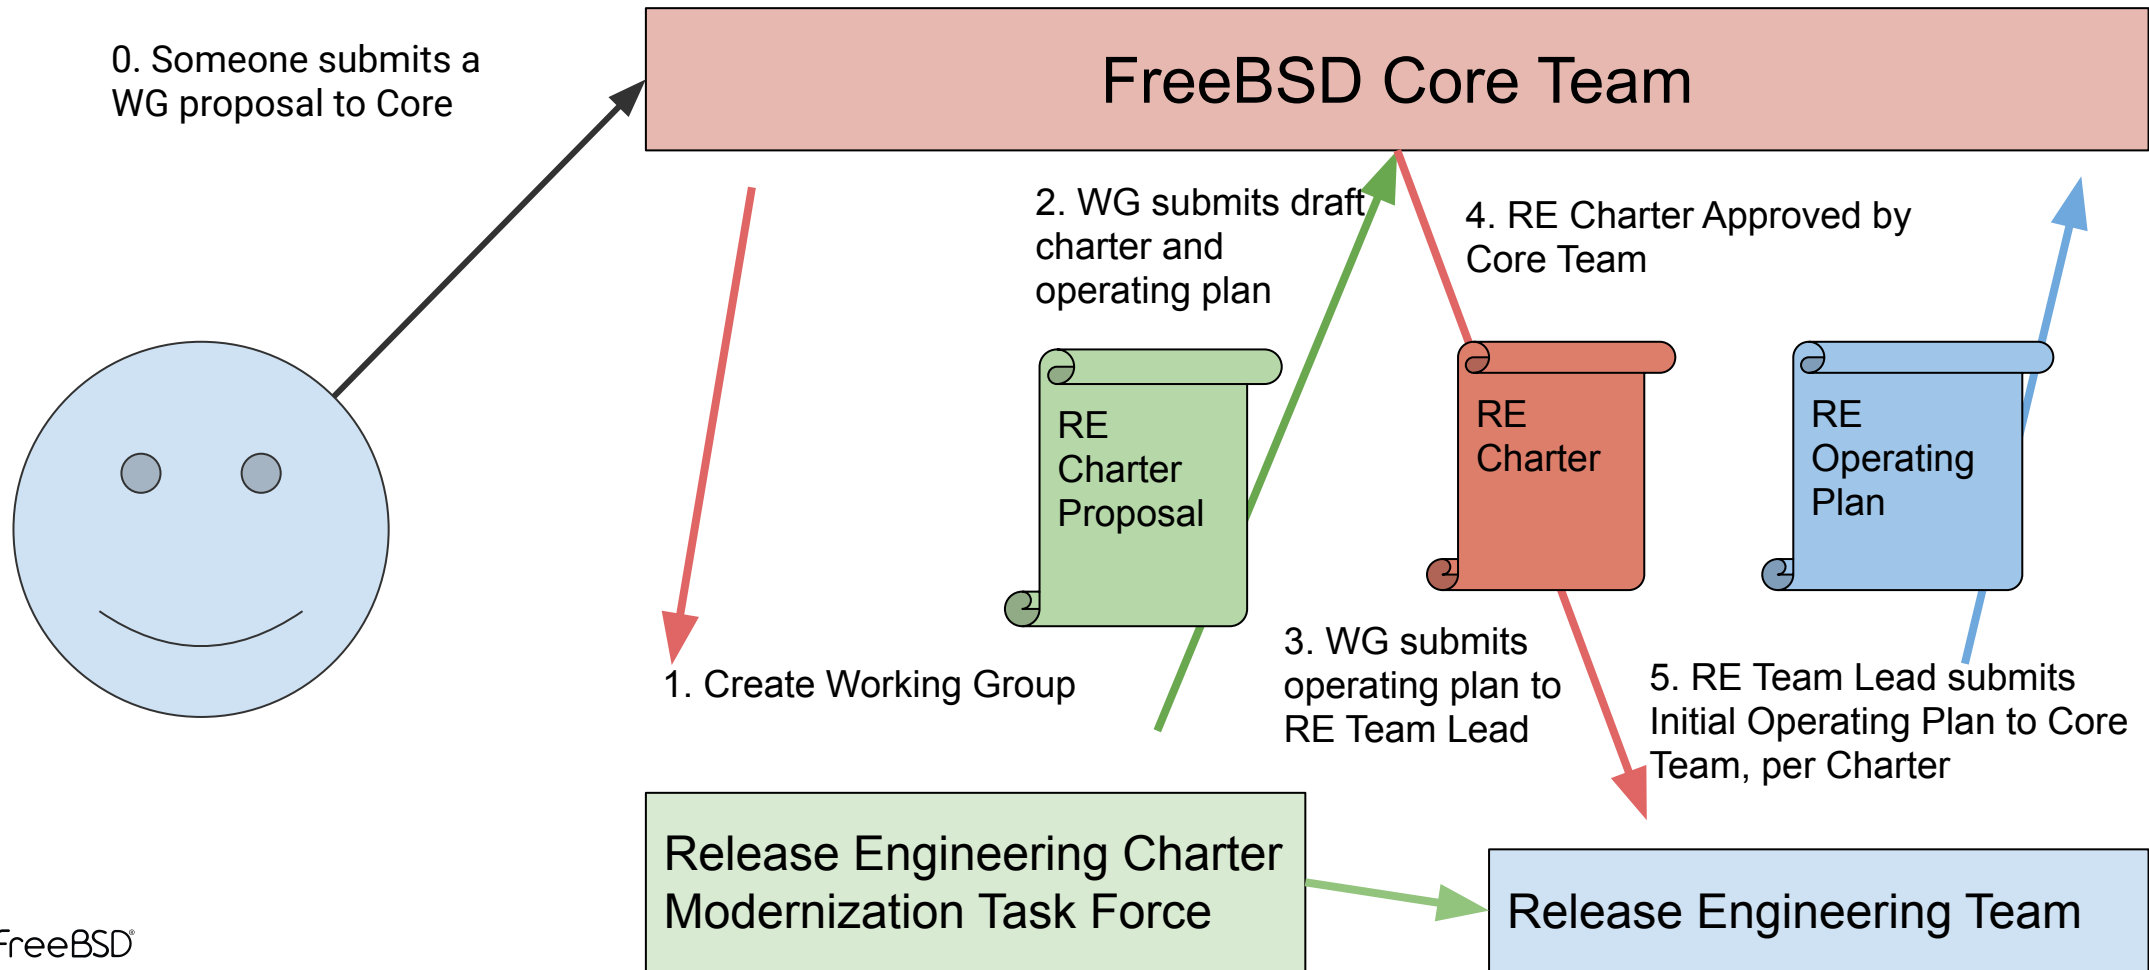 0. Someone submits a
WG proposal to Core
FreeBSD Core Team
2. WG submits draft
charter and
operating plan
4. RE Charter Approved by
Core Team
RE
Charter
Proposal
RE
Charter
RE
Operating
Plan
1. Create Working Group
3. WG submits
operating plan to
RE Team Lead
5. RE Team Lead submits
Initial Operating Plan to Core
Team, per Charter
Release Engineering Charter
Modernization Task Force
Release Engineering Team
FreeBSD®